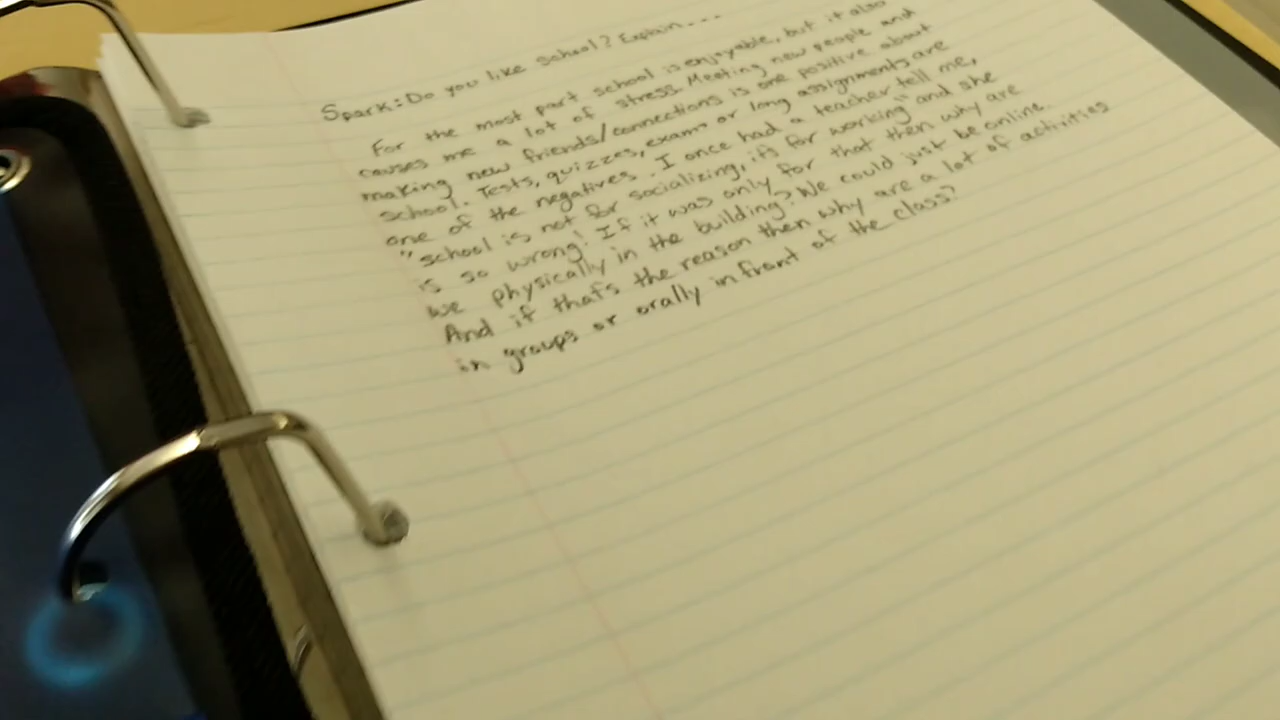 Spark: Do you like school? Explain....
For the most part school is enjoyable, but it also
causes me a lot of stress. Meeting new people and
making new friends/connections is one positive about
school. Tests, quizzes, exams or long assignments are
one of the negatives. I once had a teacher tell me,
"school is not for socializing, it's for working" and she
is so wrong! If it was only for that then why are
we physically in the building? We could just be online.
And if that's the reason then why are a lot of activities
in groups or orally in front of the class?